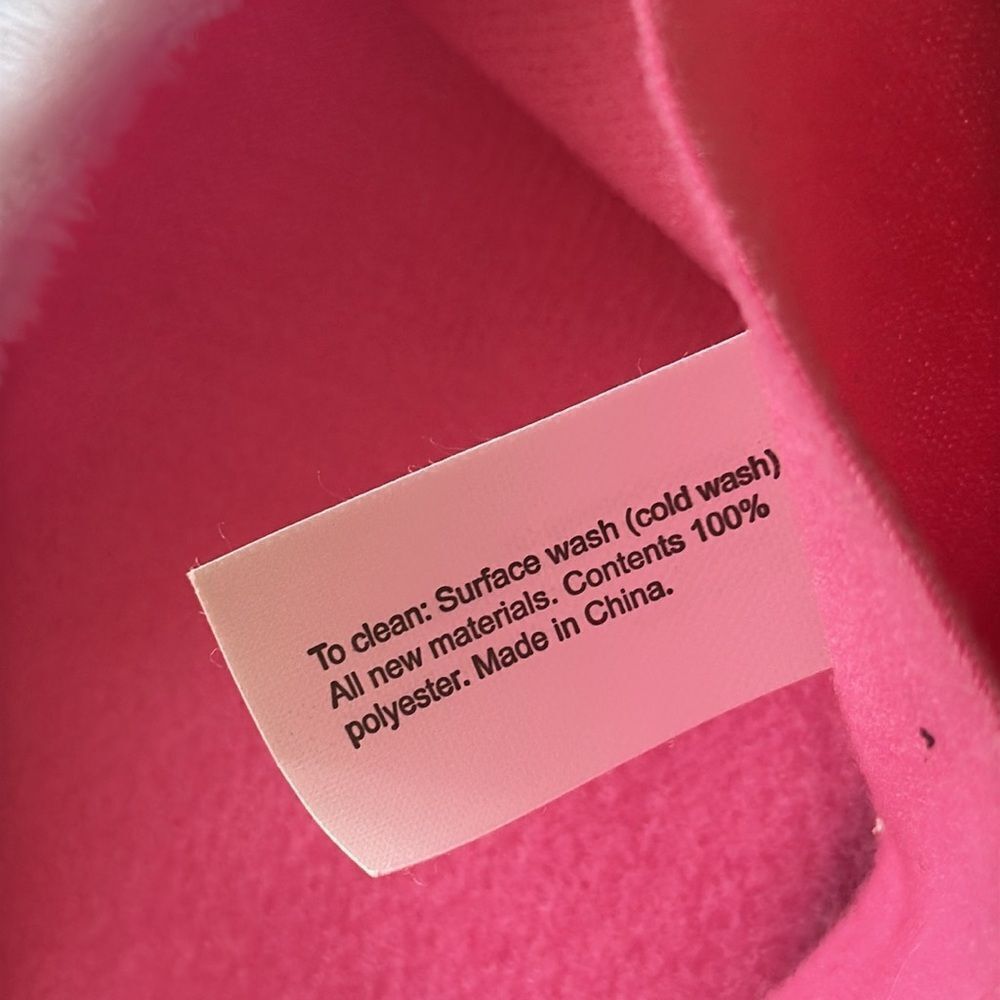 To clean: Surface wash (cold wash)
All new materials. Contents 100%
polyester. Made in China.